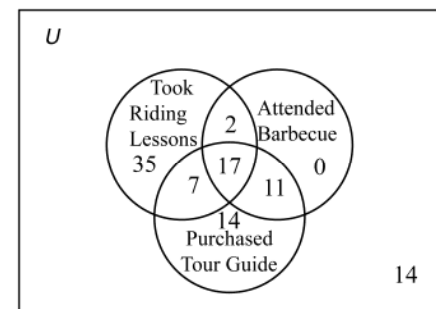 U
Took
Riding
Lessons
Attended
Barbecue
2
35
17
0
7
11
14
Purchased
Tour Guide
14